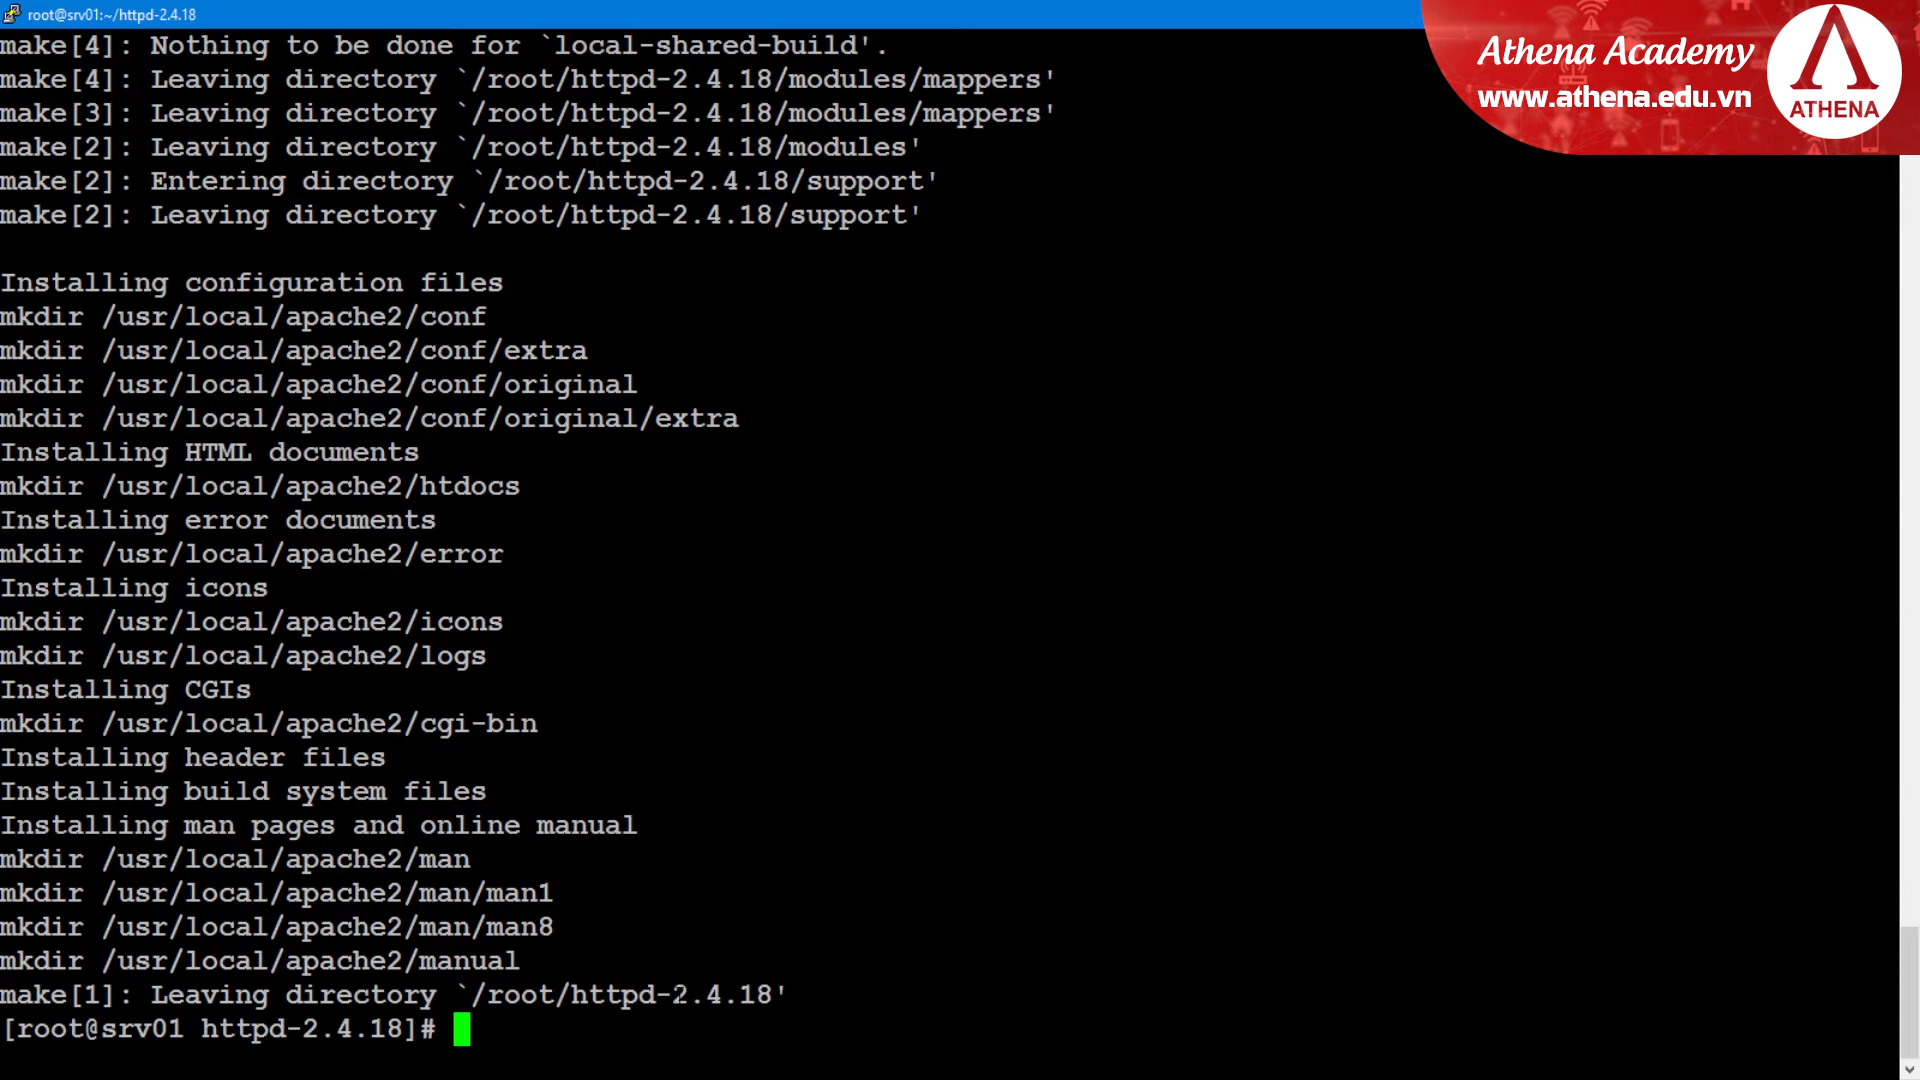 root@srv01:~/httpd-2.4.18
make[4]: Nothing to be done for `local-shared-build'.
make[4]: Leaving directory `/root/httpd-2.4.18/modules/mappers'
make[3]: Leaving directory `/root/httpd-2.4.18/modules/mappers'
make[2]: Leaving directory `/root/httpd-2.4.18/modules'
make[2]: Entering directory `/root/httpd-2.4.18/support'
make[2]: Leaving directory `/root/httpd-2.4.18/support'
Installing configuration files
mkdir /usr/local/apache2/conf
mkdir /usr/local/apache2/conf/extra
mkdir /usr/local/apache2/conf/original
mkdir /usr/local/apache2/conf/original/extra
Installing HTML documents
mkdir /usr/local/apache2/htdocs
Installing error documents
mkdir /usr/local/apache2/error
Installing icons
mkdir /usr/local/apache2/icons
mkdir /usr/local/apache2/logs
Installing CGIs
mkdir /usr/local/apache2/cgi-bin
Installing header files
Installing build system files
Installing man pages and online manual
mkdir /usr/local/apache2/man
mkdir /usr/local/apache2/man/man1
mkdir /usr/local/apache2/man/man8
mkdir /usr/local/apache2/manual
make[1]: Leaving directory `/root/httpd-2.4.18'
[root@srv01 httpd-2.4.18]#
Athena Academy
www.athena.edu.vn
ATHENA